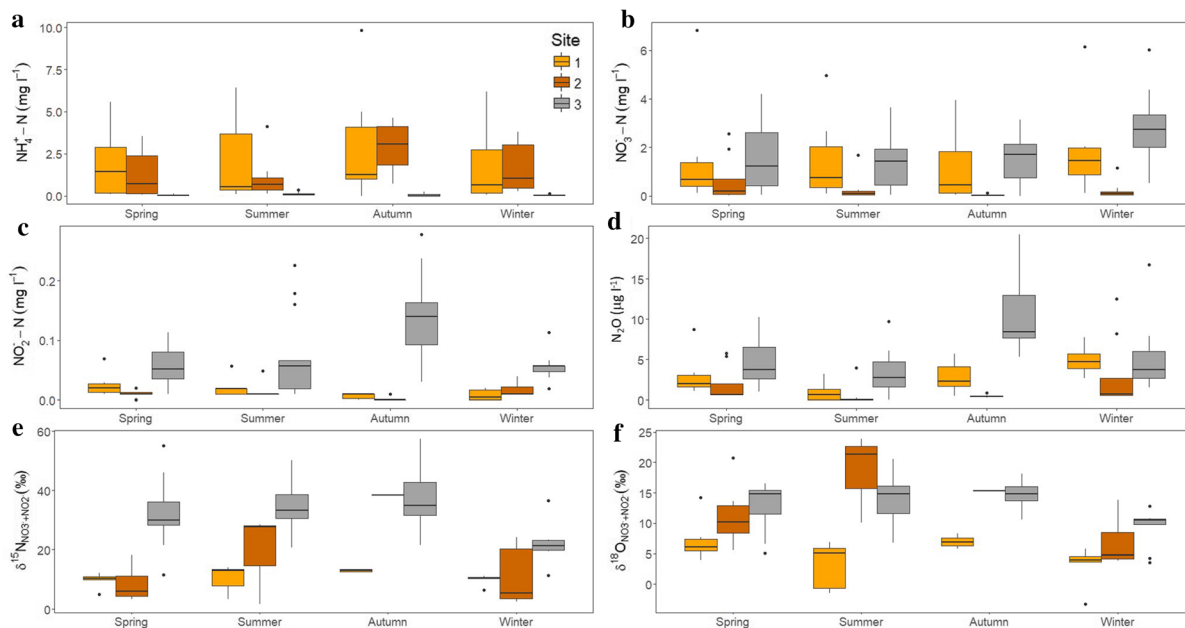 a
NH₄⁺ – N (mg l⁻¹)
10.0
7.5
5.0
2.5
0.0
Spring Summer Autumn Winter
Site
1
2
3
b
NO₃⁻ – N (mg l⁻¹)
6
4
2
0
Spring Summer Autumn Winter
c
NO₂⁻ – N (mg l⁻¹)
0.2
0.1
0.0
Spring Summer Autumn Winter
d
N₂O (µg l⁻¹)
20
15
10
5
0
Spring Summer Autumn Winter
e
δ¹⁵N NO3+NO2 (‰)
60
40
20
0
Spring Summer Autumn Winter
f
δ¹⁸O NO3+NO2 (‰)
25
20
15
10
5
0
Spring Summer Autumn Winter